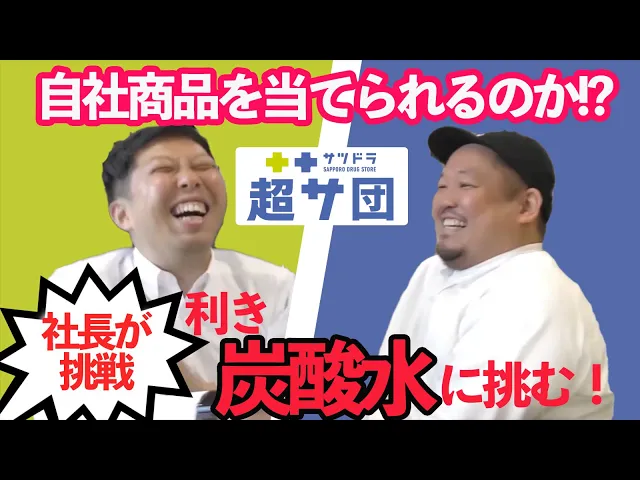 自社商品を当てられるのか!?
サツドラ
SAPPORO DRUG STORE
超サ団
社長が
挑戦
利き
炭酸水に挑む！